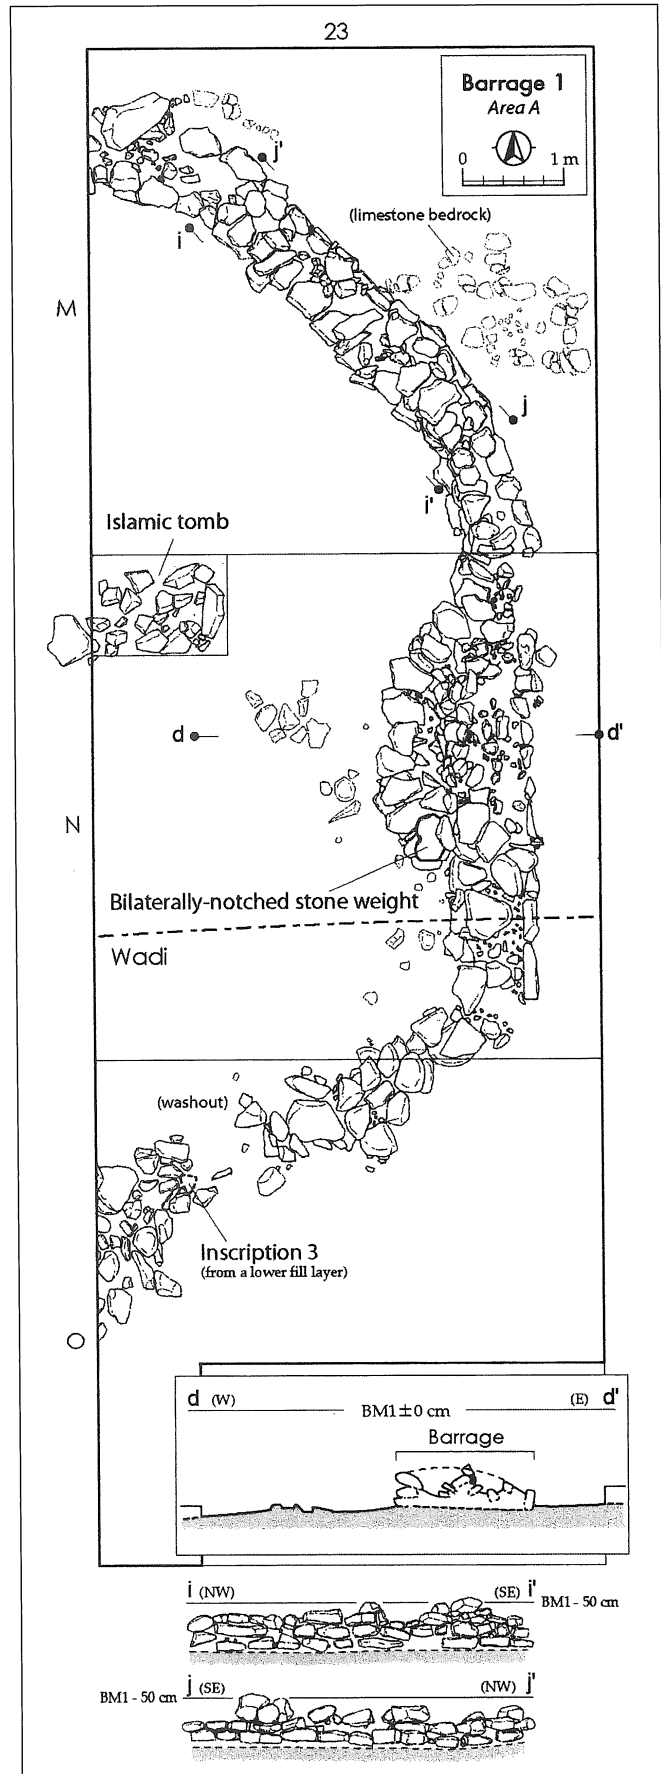 23
Barrage 1
Area A
0 1 m
j'
(limestone bedrock)
i
M
j
i'
Islamic tomb
d d'
N
Bilaterally-notched stone weight
Wadi
(washout)
Inscription 3
(from a lower fill layer)
O
d (W) (E) d'
BM1±0 cm
Barrage
i (NW) (SE) i'
BM1 - 50 cm
j (SE) (NW) j'
BM1 - 50 cm